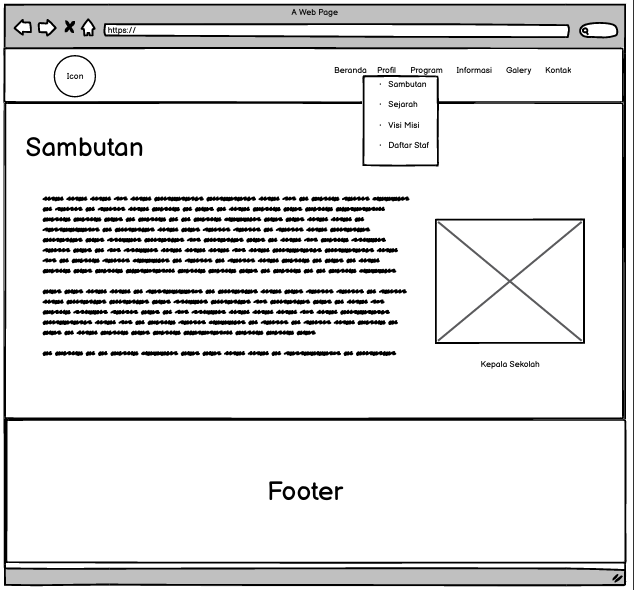 A Web Page
https://
Icon
Beranda Profil Program Informasi Galery Kontak
Sambutan
Sejarah
Visi Misi
Daftar Staf
Sambutan
Kepala Sekolah
Footer